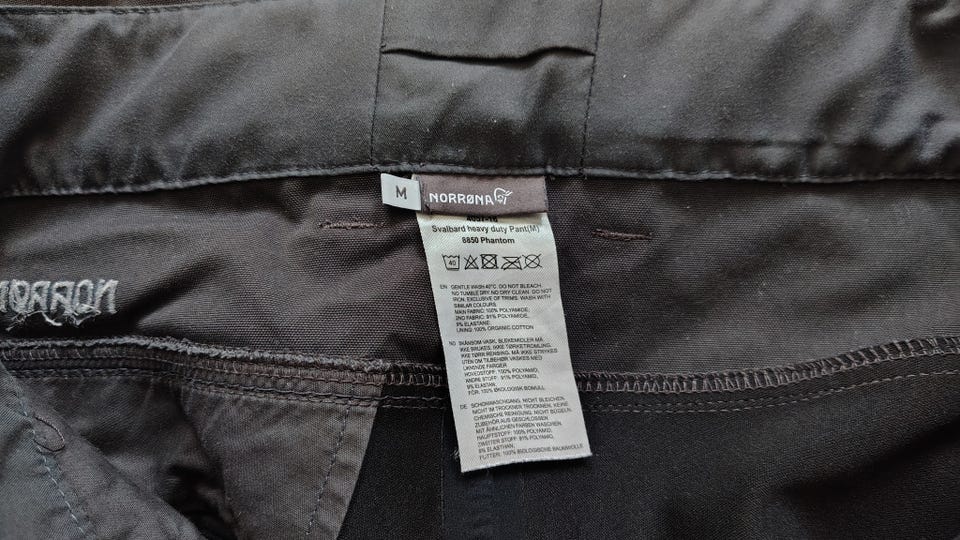 M
NORRØNA
Svalbard heavy duty Pant(M)
8850 Phantom
40
EN GENTLE WASH 40°C. DO NOT BLEACH.
NO TUMBLE DRY. NO DRY CLEAN. DO NOT
IRON. EXCLUSIVE OF TRIMS. WASH WITH
SIMILAR COLOURS.
MAIN FABRIC: 100% POLYAMIDE;
2ND FABRIC: 91% POLYAMIDE,
9% ELASTANE
LINING: 100% ORGANIC COTTON
NO SKÅNSOM VASK. BLEKEMIDLER MÅ
IKKE BRUKES. IKKE TØRKETROMLING.
IKKE TØRR RENSING. MÅ IKKE STRYKES
UTEN OM TILBEHØR VASKES MED
LIKNENDE FARGER
HOVEDSTOFF: 100% POLYAMID,
ANDRE STOFF: 91% POLYAMID,
9% ELASTAN
FÔR: 100% ØKOLOGISK BOMULL
DE SCHONWASCHGANG. NICHT BLEICHEN.
NICHT IM TROCKNER TROCKNEN. KEINE
CHEMISCHE REINIGUNG. NICHT BÜGELN.
ZUBEHÖR AUSGESCHLOSSEN
MIT ÄHNLICHEN FARBEN WASCHEN.
HAUPTSTOFF: 100% POLYAMID.
ZWEITER STOFF: 91% POLYAMID,
9% ELASTHAN.
FUTTER: 100% BIOLOGISCHE BAUMWOLLE